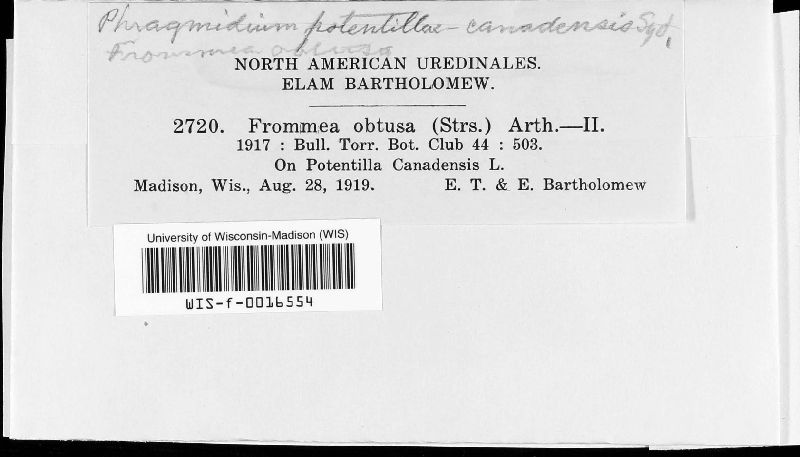 Phragmidium potentillae-canadensis Syd.
Frommea obtusa
NORTH AMERICAN UREDINALES.
ELAM BARTHOLOMEW.
2720. Frommea obtusa (Strs.) Arth.—II.
1917 : Bull. Torr. Bot. Club 44 : 503.
On Potentilla Canadensis L.
Madison, Wis., Aug. 28, 1919. E. T. & E. Bartholomew
University of Wisconsin-Madison (WIS)
WIS-f-0016554